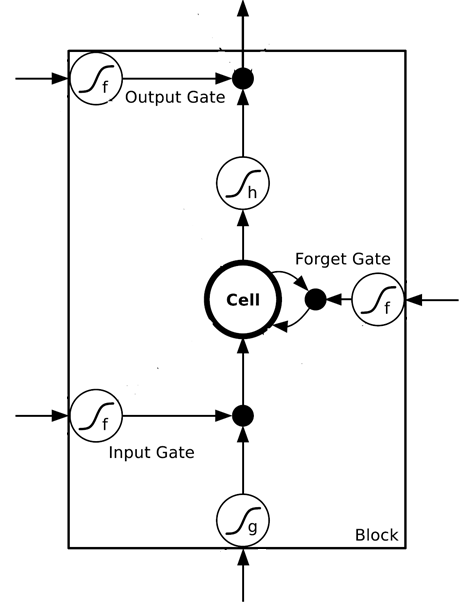 f
Output Gate
h
Forget Gate
Cell
f
f
Input Gate
g
Block